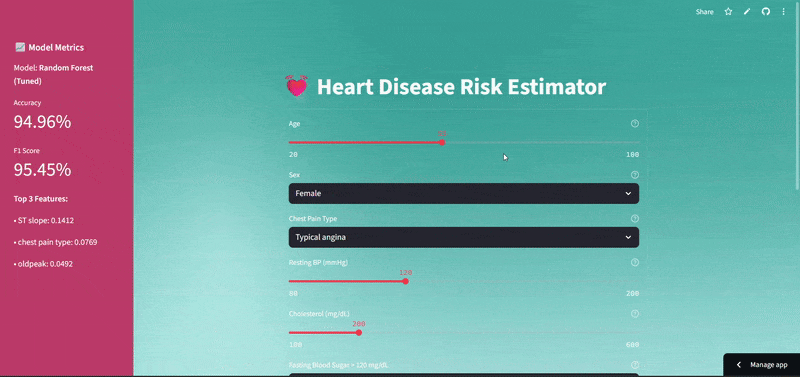 Share
Model Metrics
Model: Random Forest
(Tuned)
Accuracy
94.96%
F1 Score
95.45%
Top 3 Features:
• ST slope: 0.1412
• chest pain type: 0.0769
• oldpeak: 0.0492
Heart Disease Risk Estimator
Age
20
100
Sex
Female
Chest Pain Type
Typical angina
Resting BP (mmHg)
120
80
200
Cholesterol (mg/dL)
200
100
600
Resting Blood Sugar > 120 mg/dL
Manage app